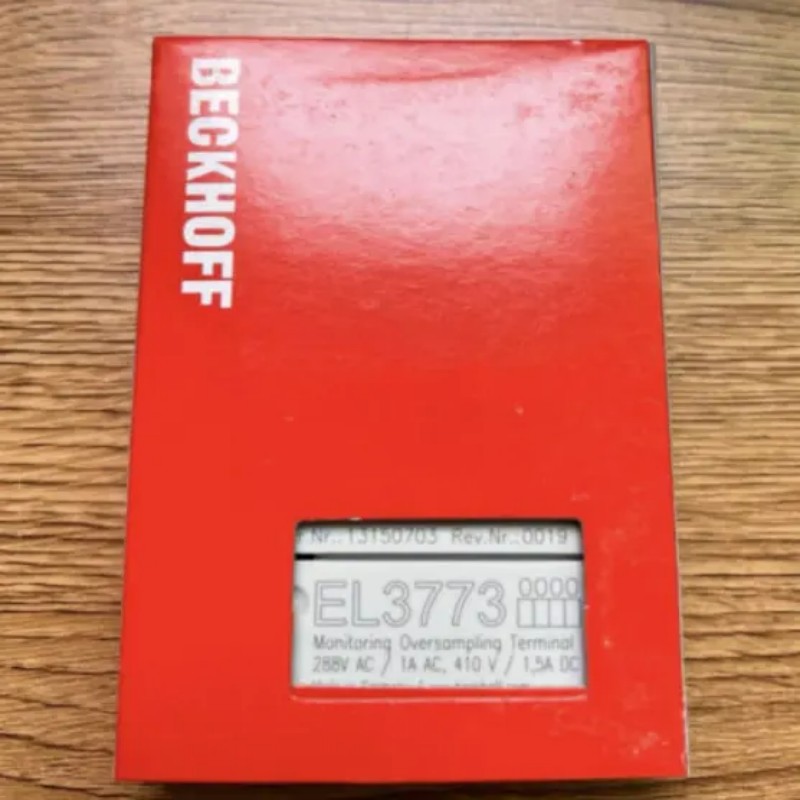 BECKHOFF
Nr.: 13150703 Rev.Nr.: 0019
EL3773 0000
Monitoring Oversampling Terminal
288V AC / 1A AC, 410 V / 1,5A DC